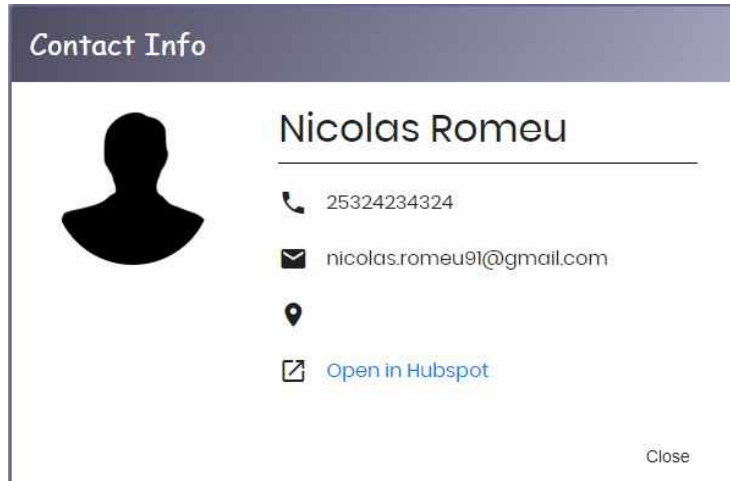 Contact Info
Nicolas Romeu
25324234324
nicolas.romeu91@gmail.com
Open in Hubspot
Close